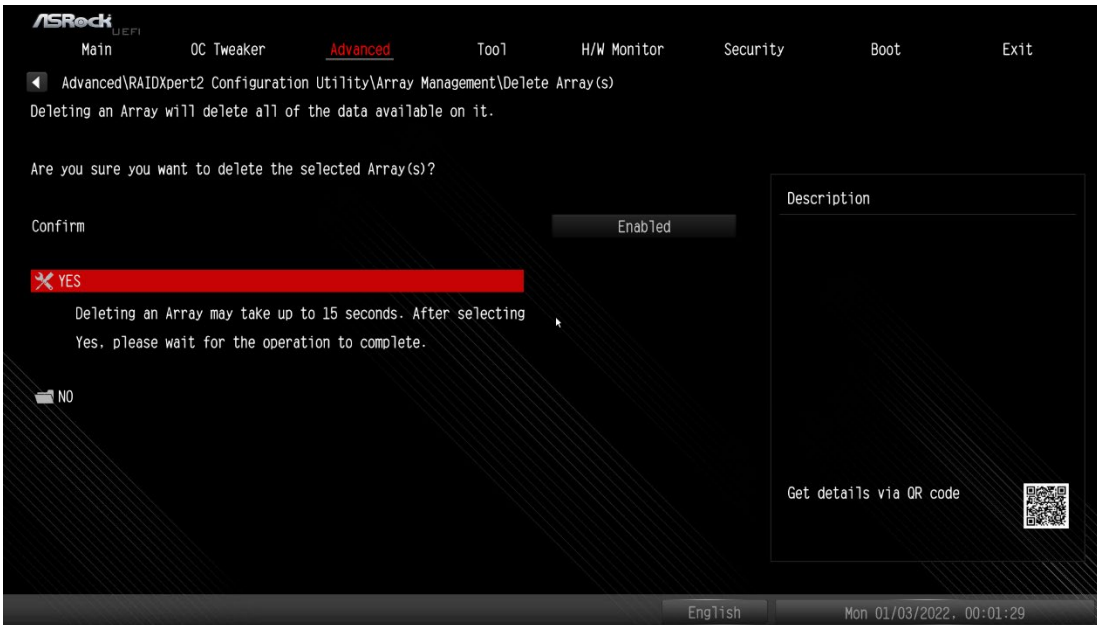 ASRock
UEFI
Main OC Tweaker Advanced Tool H/W Monitor Security Boot Exit
Advanced\RAIDXpert2 Configuration Utility\Array Management\Delete Array(s)
Deleting an Array will delete all of the data available on it.
Are you sure you want to delete the selected Array(s)?
Description
Confirm Enabled
YES
Deleting an Array may take up to 15 seconds. After selecting
Yes, please wait for the operation to complete.
NO
Get details via QR code
English Mon 01/03/2022, 00:01:29